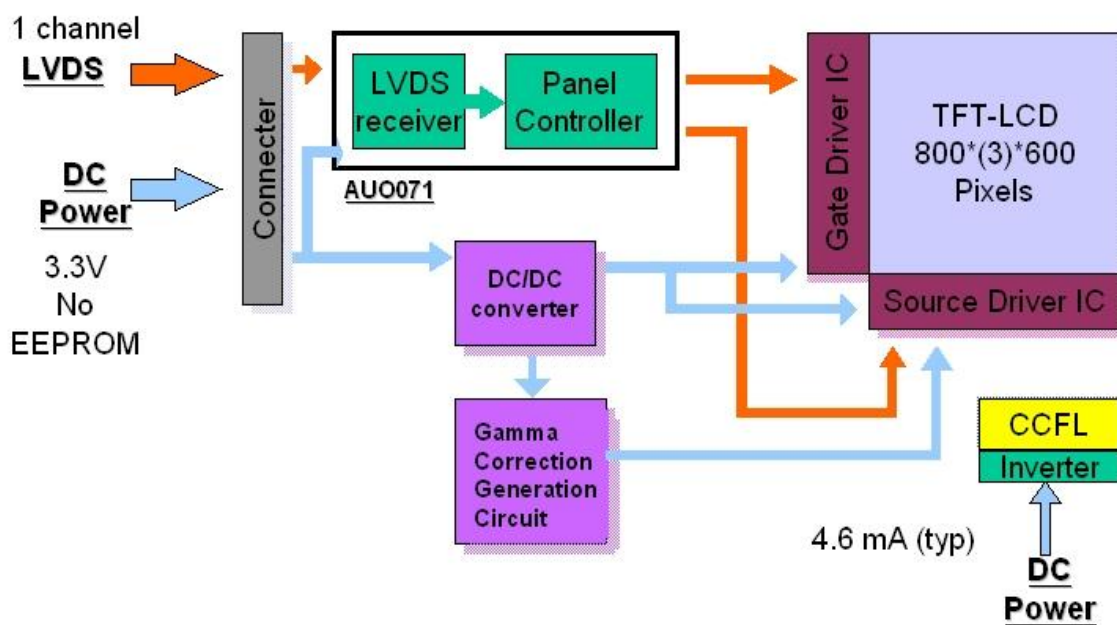 1 channel
LVDS
DC
Power
3.3V
No
EEPROM
Connecter
LVDS
receiver
Panel
Controller
AUO071
DC/DC
converter
Gamma
Correction
Generation
Circuit
Gate Driver IC
TFT-LCD
800*(3)*600
Pixels
Source Driver IC
CCFL
Inverter
4.6 mA (typ)
DC
Power